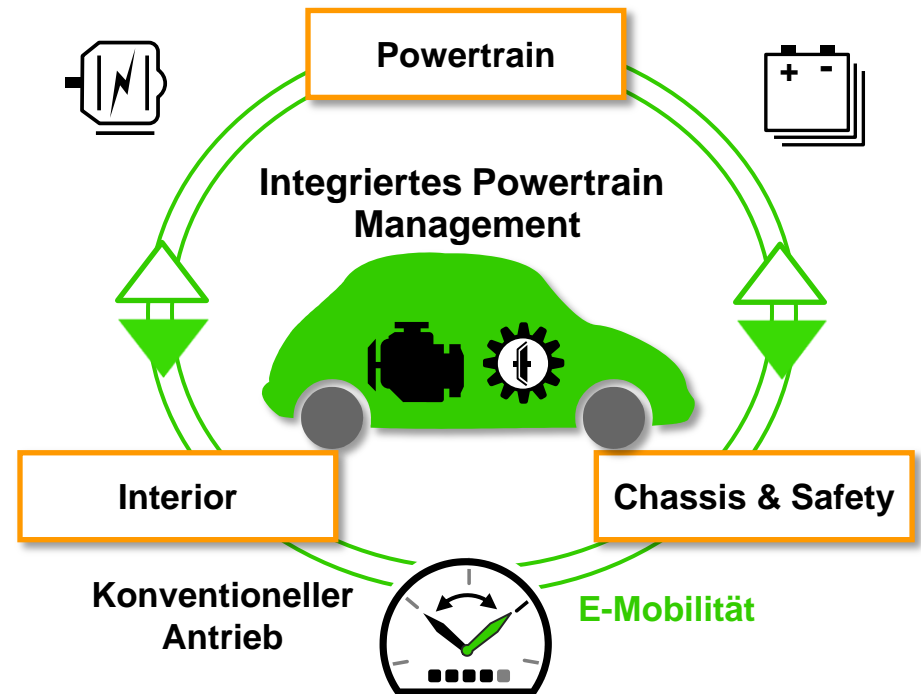 Powertrain
+ -
Integriertes Powertrain
Management
Interior
Chassis & Safety
Konventioneller
Antrieb
E-Mobilität